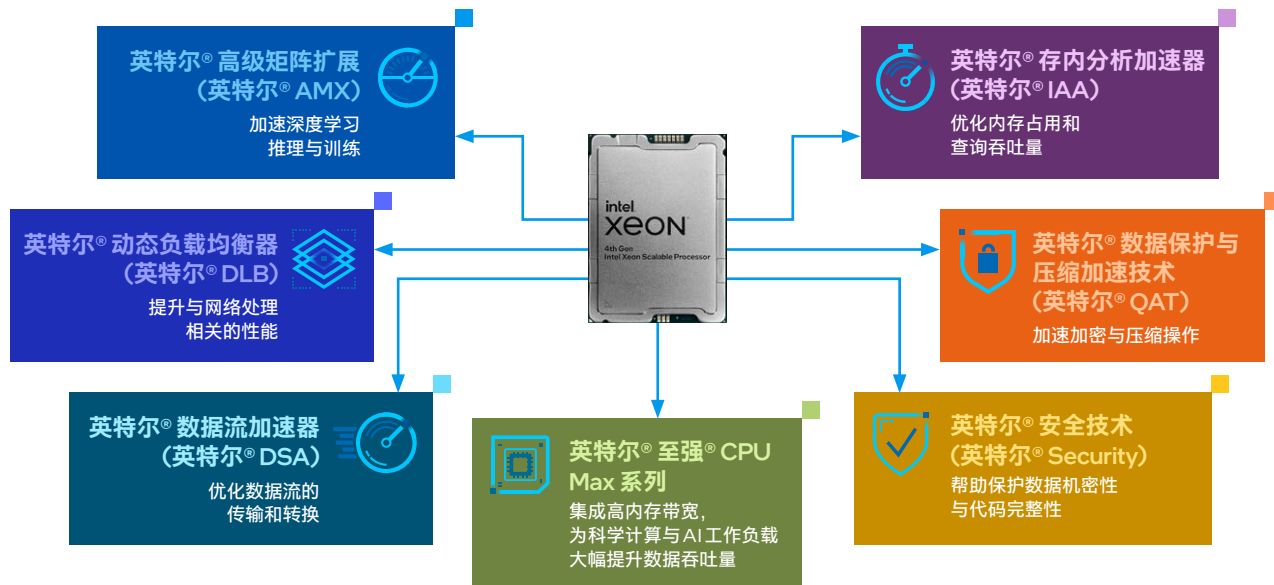 英特尔® 高级矩阵扩展
(英特尔® AMX)
加速深度学习
推理与训练
英特尔® 存内分析加速器
(英特尔® IAA)
优化内存占用和
查询吞吐量
intel
XEON
4th Gen
Intel Xeon Scalable Processor
英特尔® 动态负载均衡器
(英特尔® DLB)
提升与网络处理
相关的性能
英特尔® 数据保护与
压缩加速技术
(英特尔® QAT)
加速加密与压缩操作
英特尔® 数据流加速器
(英特尔® DSA)
优化数据流的
传输和转换
英特尔® 至强® CPU
Max 系列
集成高内存带宽，
为科学计算与AI工作负载
大幅提升数据吞吐量
英特尔® 安全技术
(英特尔® Security)
帮助保护数据机密性
与代码完整性